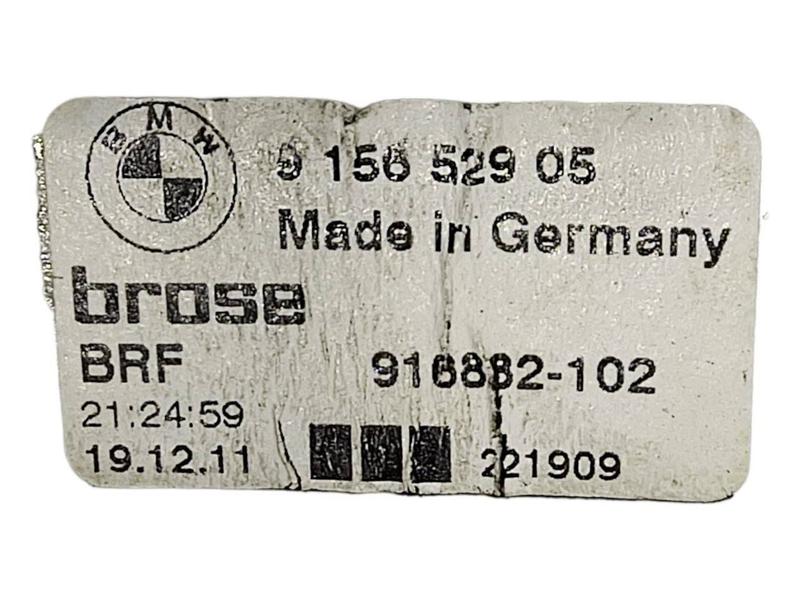 BMW
9 156 529 05
Made in Germany
brose
BRF 916882-102
21:24:59
19.12.11 221909